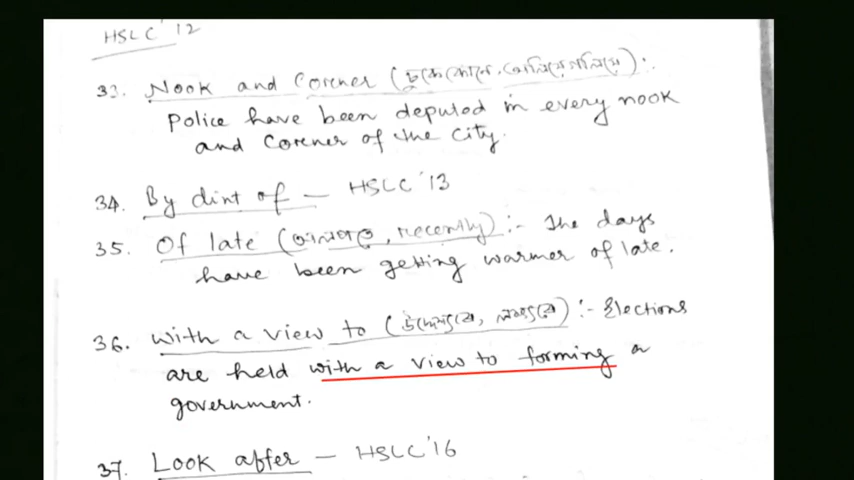 HSLC '12
33. Nook and Corner (চুকে কোণে, ):-
Police have been deputed in every nook
and Corner of the City.
34. By dint of — HSLC '13
35. Of late (, recently) :- The days
have been getting warmer of late.
36. with a view to () :- Elections
are held with a view to forming a
government.
37. Look after — HSLC '16